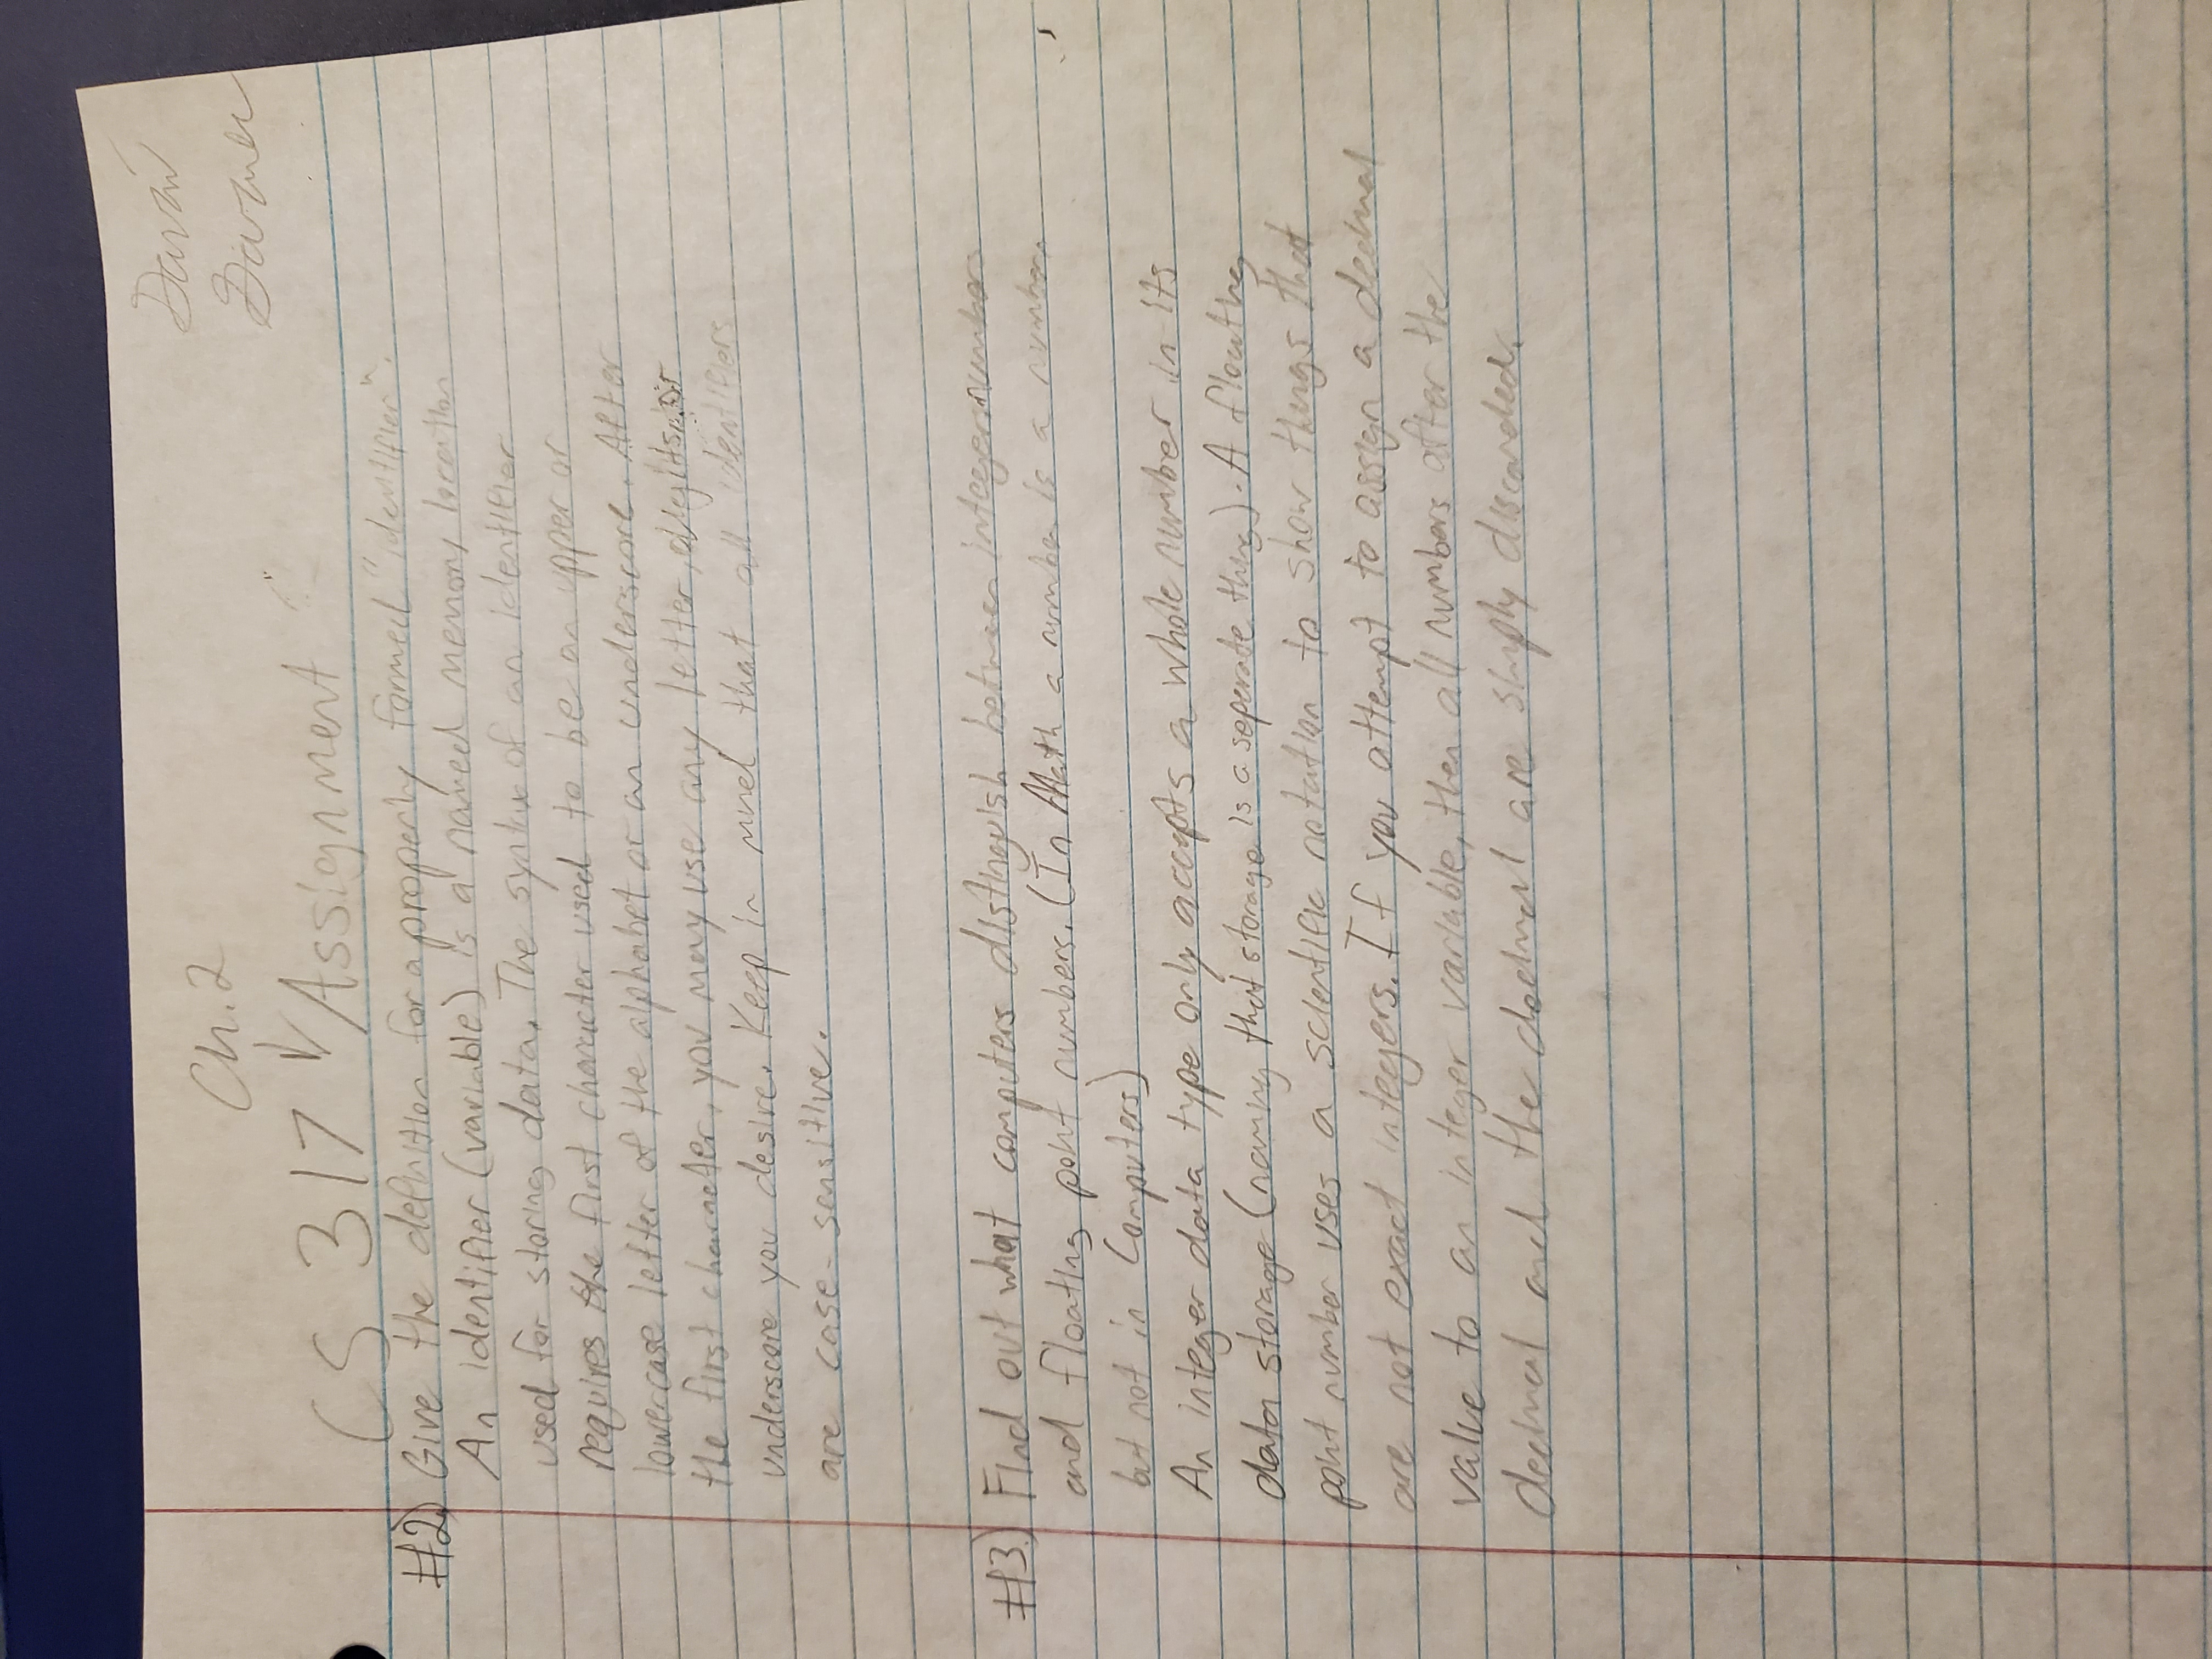 Ch.2
CS 317 Assignment
#2) Give the definition for a properly formed "identifier".
An identifier (variable) is a named memory location
used for storing data. The syntax of an identifier
requires the first character used to be an upper or
lowercase letter of the alphabet or an underscore. After
the first character, you may use any letter, digits, or
underscore you desire. Keep in mind that all identifiers
are case-sensitive.
#3.) Find out what computers distinguish between integer numbers
and floating point numbers. (In Math a number is a number,
but not in Computers)
An integer data type only accepts a whole number in its
data storage (naming that storage is a seperate thing). A floating
point number uses a scientific notation to show things that
are not exact integers. If you attempt to assign a decimal
value to an integer variable, then all numbers after the
decimal and the decimal are simply discarded.